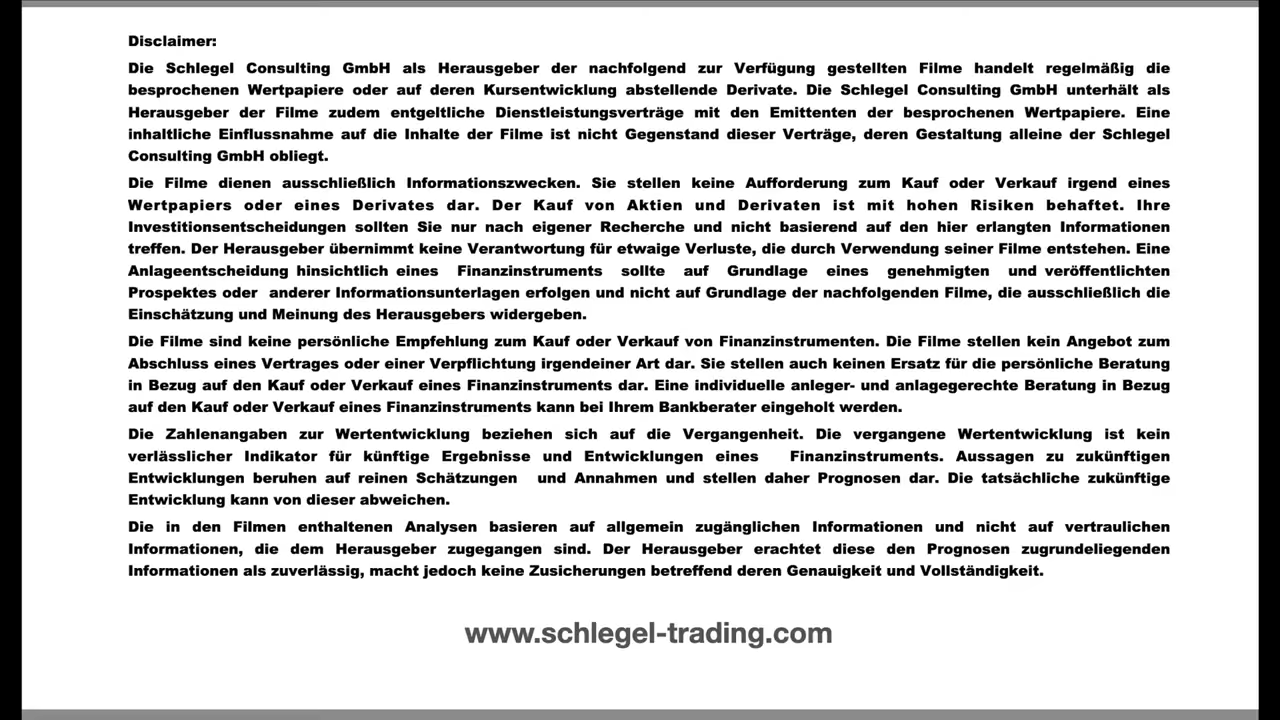 Disclaimer:
Die Schlegel Consulting GmbH als Herausgeber der nachfolgend zur Verfügung gestellten Filme handelt regelmäßig die
besprochenen Wertpapiere oder auf deren Kursentwicklung abstellende Derivate. Die Schlegel Consulting GmbH unterhält als
Herausgeber der Filme zudem entgeltliche Dienstleistungsverträge mit den Emittenten der besprochenen Wertpapiere. Eine
inhaltliche Einflussnahme auf die Inhalte der Filme ist nicht Gegenstand dieser Verträge, deren Gestaltung alleine der Schlegel
Consulting GmbH obliegt.
Die Filme dienen ausschließlich Informationszwecken. Sie stellen keine Aufforderung zum Kauf oder Verkauf irgend eines
Wertpapiers oder eines Derivates dar. Der Kauf von Aktien und Derivaten ist mit hohen Risiken behaftet. Ihre
Investitionsentscheidungen sollten Sie nur nach eigener Recherche und nicht basierend auf den hier erlangten Informationen
treffen. Der Herausgeber übernimmt keine Verantwortung für etwaige Verluste, die durch Verwendung seiner Filme entstehen. Eine
Anlageentscheidung hinsichtlich eines Finanzinstruments sollte auf Grundlage eines genehmigten und veröffentlichten
Prospektes oder anderer Informationsunterlagen erfolgen und nicht auf Grundlage der nachfolgenden Filme, die ausschließlich die
Einschätzung und Meinung des Herausgebers widergeben.
Die Filme sind keine persönliche Empfehlung zum Kauf oder Verkauf von Finanzinstrumenten. Die Filme stellen kein Angebot zum
Abschluss eines Vertrages oder einer Verpflichtung irgendeiner Art dar. Sie stellen auch keinen Ersatz für die persönliche Beratung
in Bezug auf den Kauf oder Verkauf eines Finanzinstruments dar. Eine individuelle anleger- und anlagegerechte Beratung in Bezug
auf den Kauf oder Verkauf eines Finanzinstruments kann bei Ihrem Bankberater eingeholt werden.
Die Zahlenangaben zur Wertentwicklung beziehen sich auf die Vergangenheit. Die vergangene Wertentwicklung ist kein
verlässlicher Indikator für künftige Ergebnisse und Entwicklungen eines Finanzinstruments. Aussagen zu zukünftigen
Entwicklungen beruhen auf reinen Schätzungen und Annahmen und stellen daher Prognosen dar. Die tatsächliche zukünftige
Entwicklung kann von dieser abweichen.
Die in den Filmen enthaltenen Analysen basieren auf allgemein zugänglichen Informationen und nicht auf vertraulichen
Informationen, die dem Herausgeber zugegangen sind. Der Herausgeber erachtet diese den Prognosen zugrundeliegenden
Informationen als zuverlässig, macht jedoch keine Zusicherungen betreffend deren Genauigkeit und Vollständigkeit.
www.schlegel-trading.com